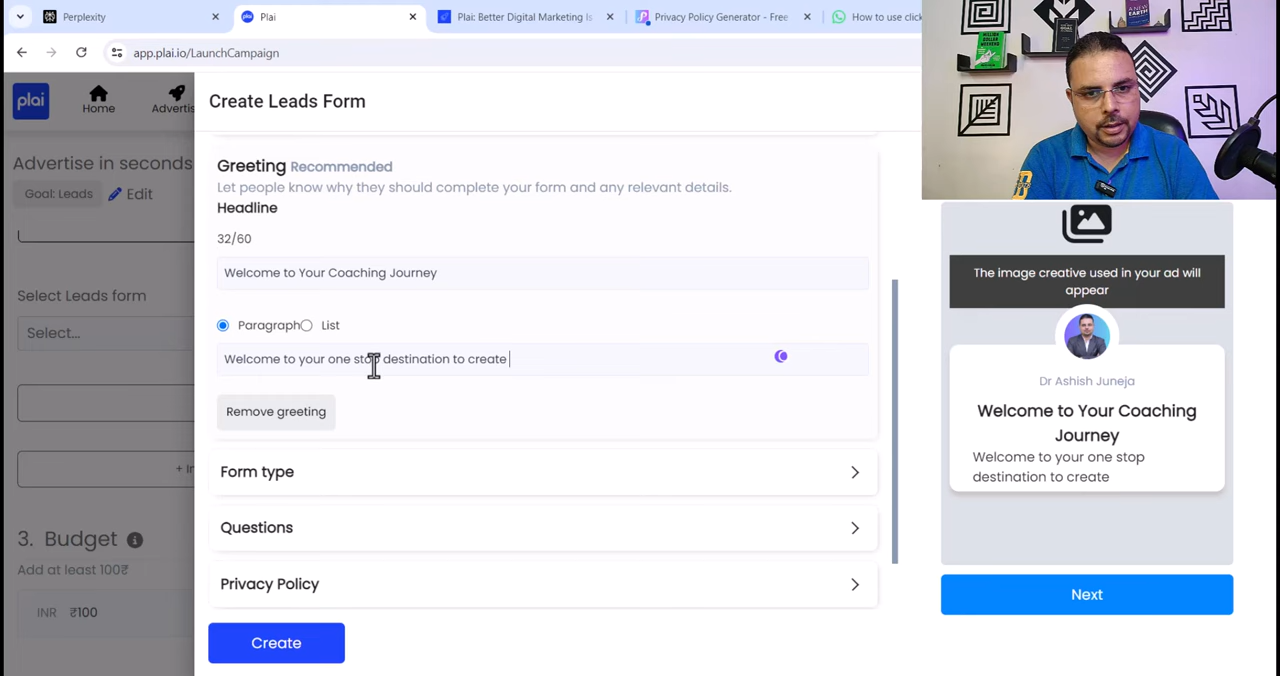 Perplexity
Plai
Plai: Better Digital Marketing Is
Privacy Policy Generator - Free
How to use click
app.plai.io/LaunchCampaign
plai
Home
Advertis
Create Leads Form
Advertise in seconds
Goal: Leads
Edit
Greeting Recommended
Let people know why they should complete your form and any relevant details.
Headline
32/60
Welcome to Your Coaching Journey
Select Leads form
Select...
Paragraph
List
Welcome to your one stop destination to create
Remove greeting
+ In
Form type
Questions
Privacy Policy
3. Budget
Add at least 100₹
INR ₹100
Create
The image creative used in your ad will
appear
Dr Ashish Juneja
Welcome to Your Coaching
Journey
Welcome to your one stop
destination to create
Next